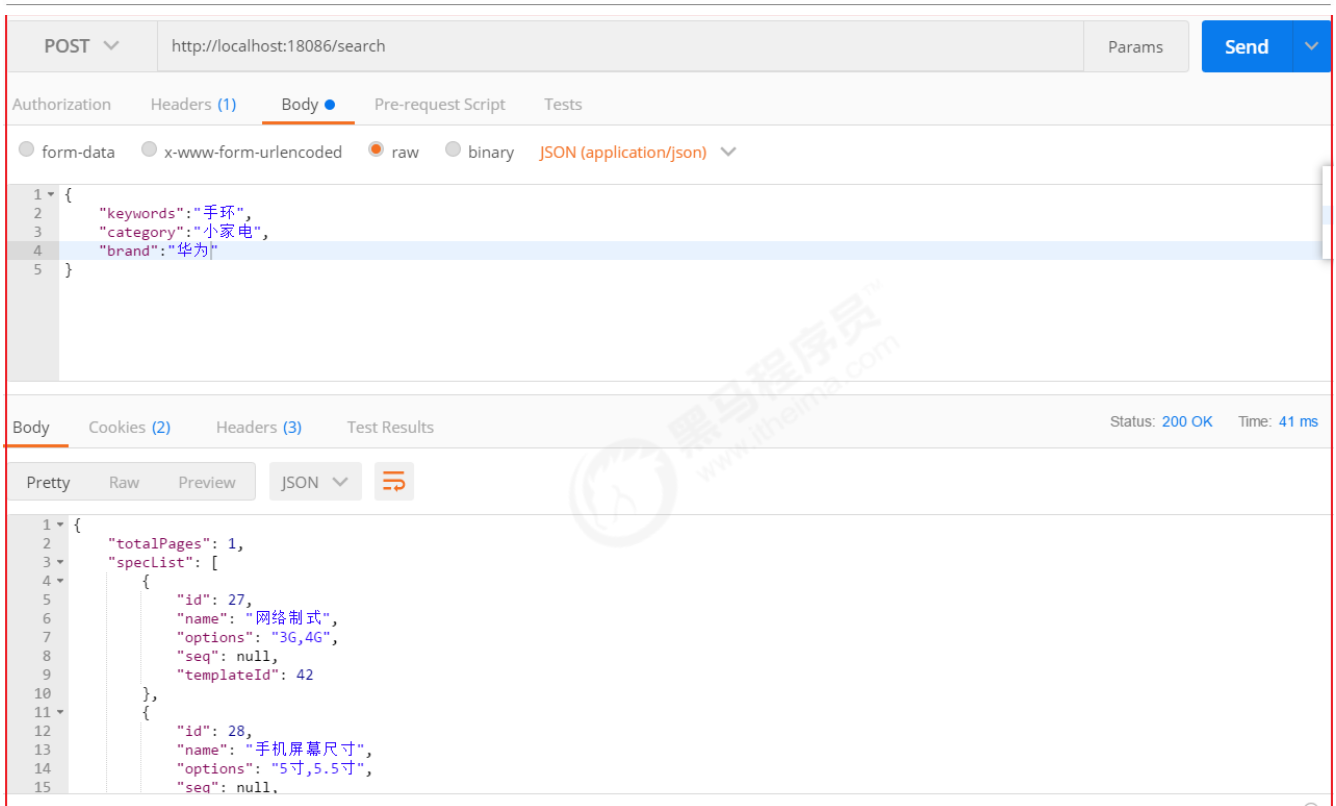 POST http://localhost:18086/search Params Send
Authorization Headers (1) Body Pre-request Script Tests
form-data x-www-form-urlencoded raw binary JSON (application/json)
1 {
2 "keywords":"手环",
3 "category":"小家电",
4 "brand":"华为"
5 }
黑马程序员™
www.itheima.com
Body Cookies (2) Headers (3) Test Results Status: 200 OK Time: 41 ms
Pretty Raw Preview JSON
1 {
2 "totalPages": 1,
3 "specList": [
4 {
5 "id": 27,
6 "name": "网络制式",
7 "options": "3G,4G",
8 "seq": null,
9 "templateId": 42
10 },
11 {
12 "id": 28,
13 "name": "手机屏幕尺寸",
14 "options": "5寸,5.5寸",
15 "seq": null,